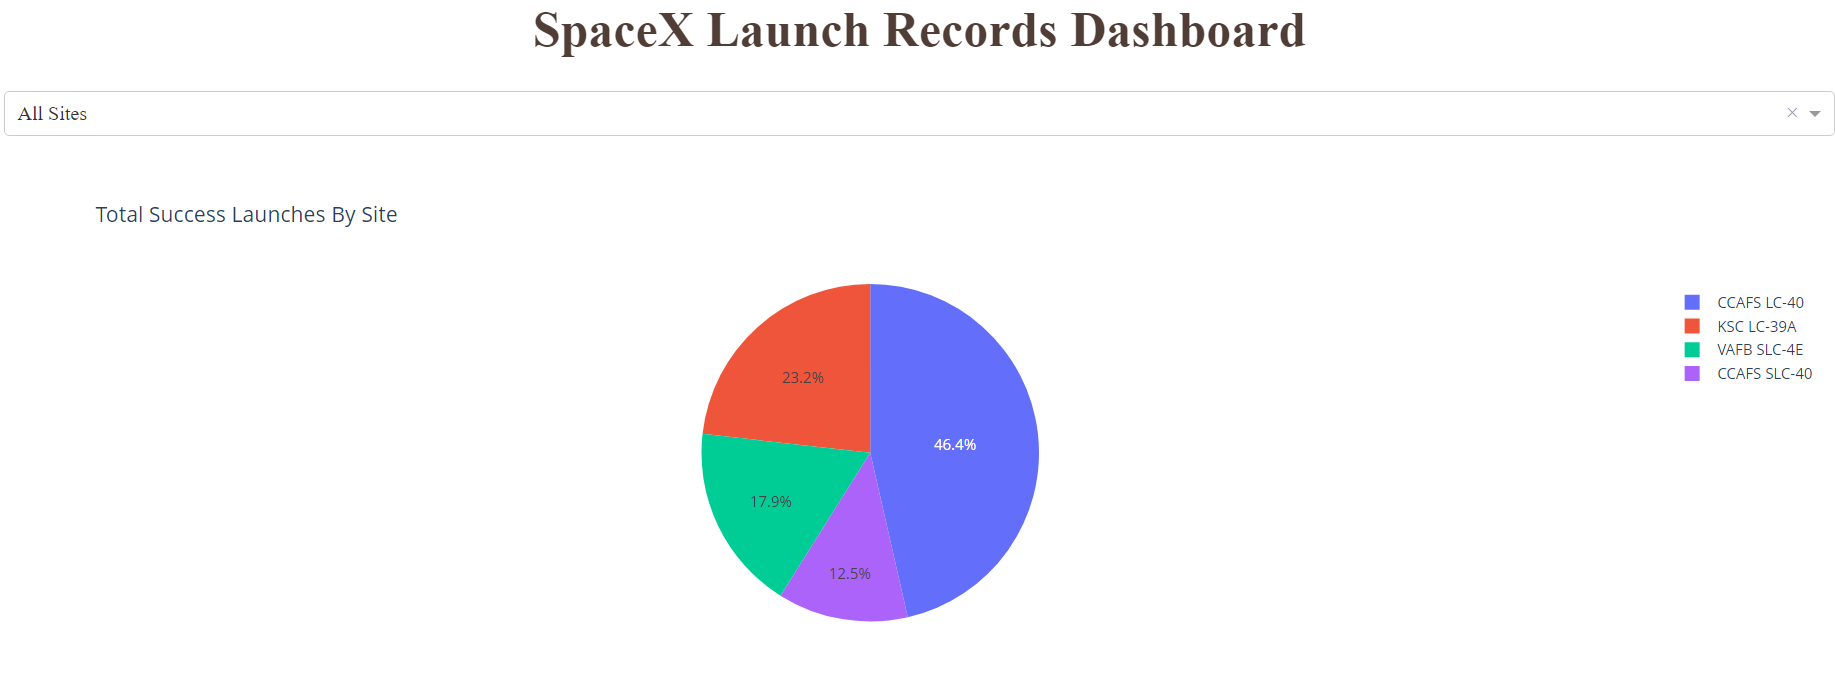 SpaceX Launch Records Dashboard
All Sites
Total Success Launches By Site
CCAFS LC-40
KSC LC-39A
VAFB SLC-4E
CCAFS SLC-40
23.2%
46.4%
17.9%
12.5%